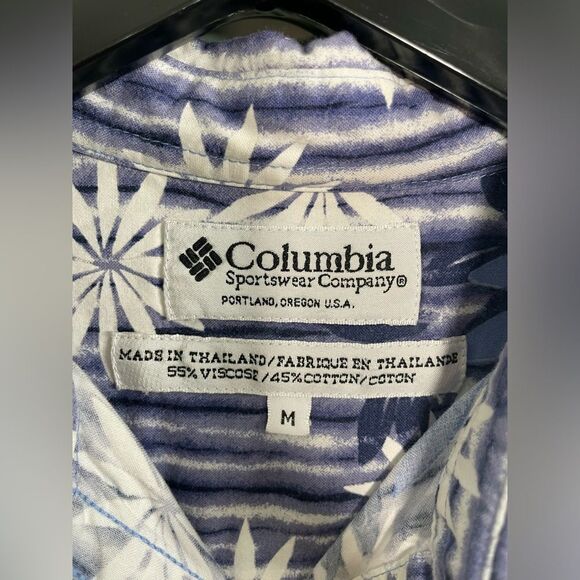 Columbia
Sportswear Company®
PORTLAND, OREGON U.S.A.
MADE IN THAILAND/FABRIQUE EN THAILANDE
55% VISCOSE/45% COTTON/COTON
M